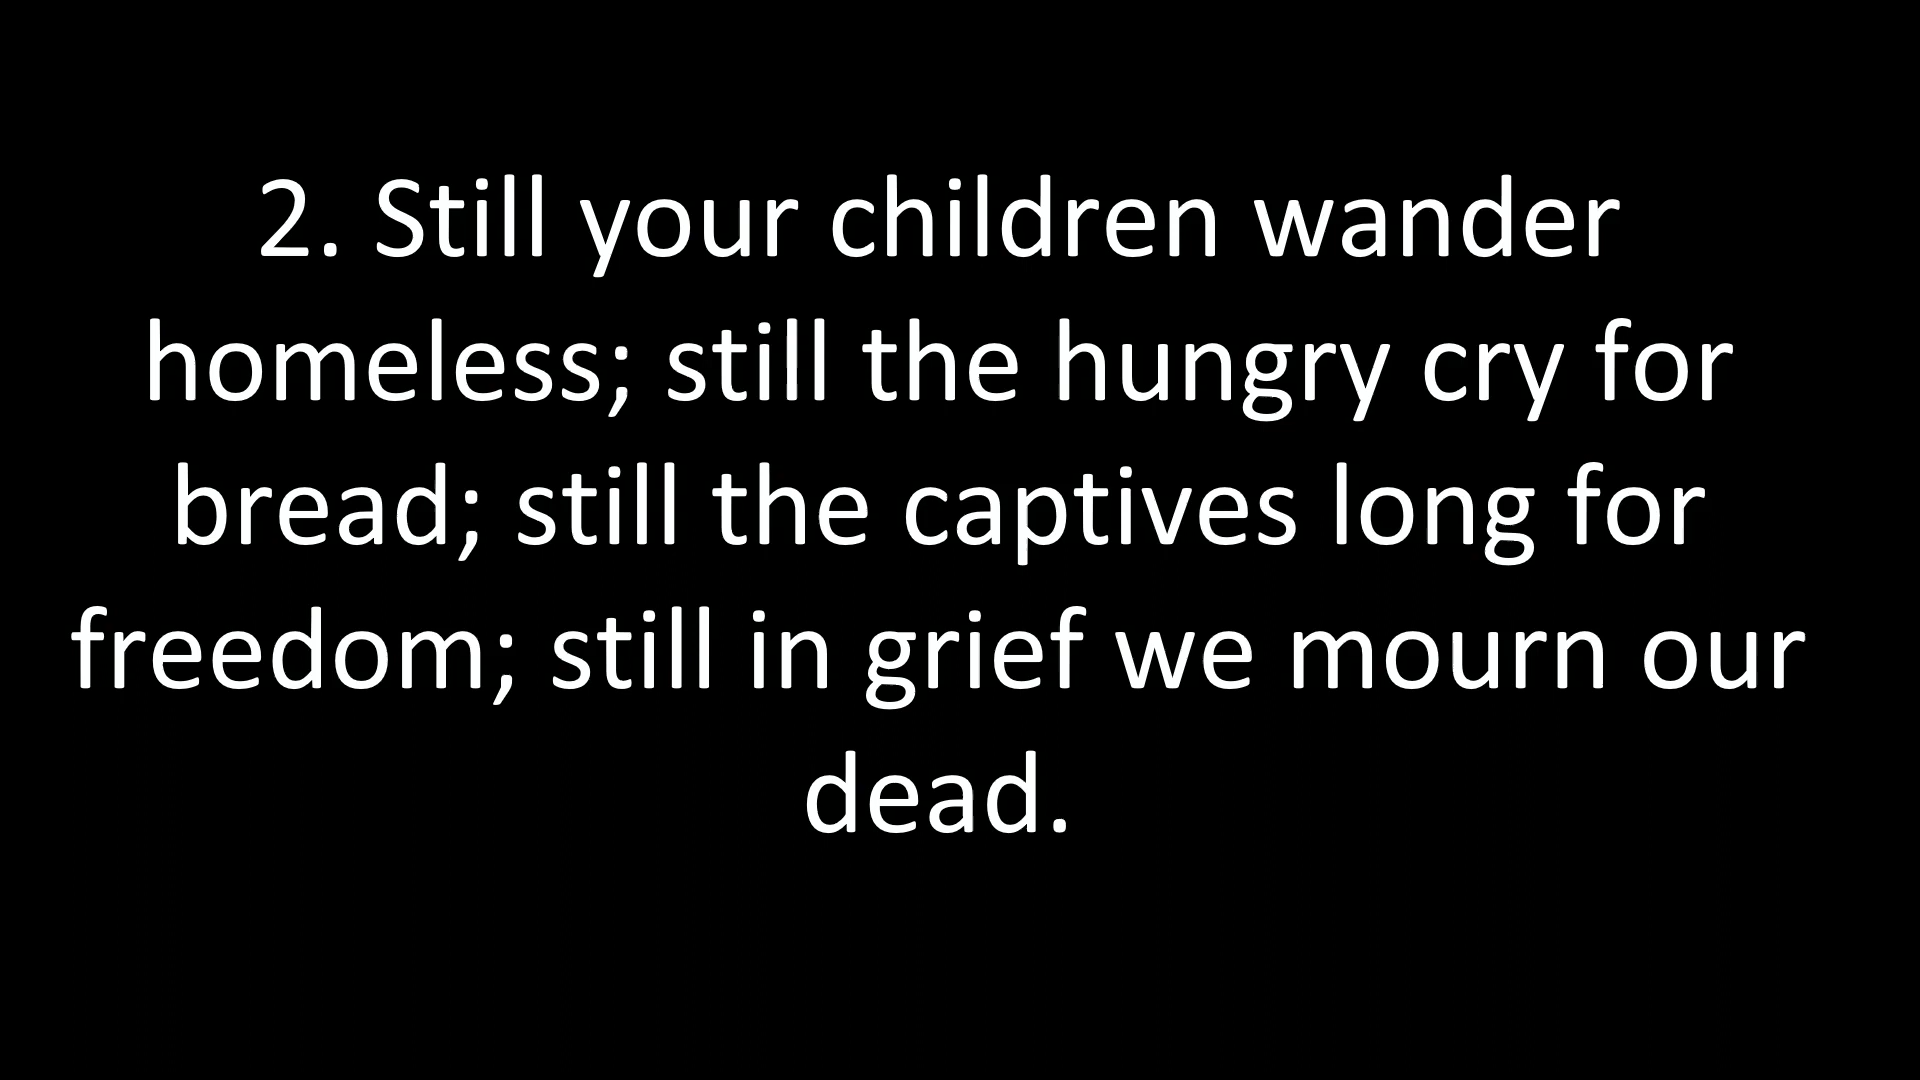 2. Still your children wander
homeless; still the hungry cry for
bread; still the captives long for
freedom; still in grief we mourn our
dead.